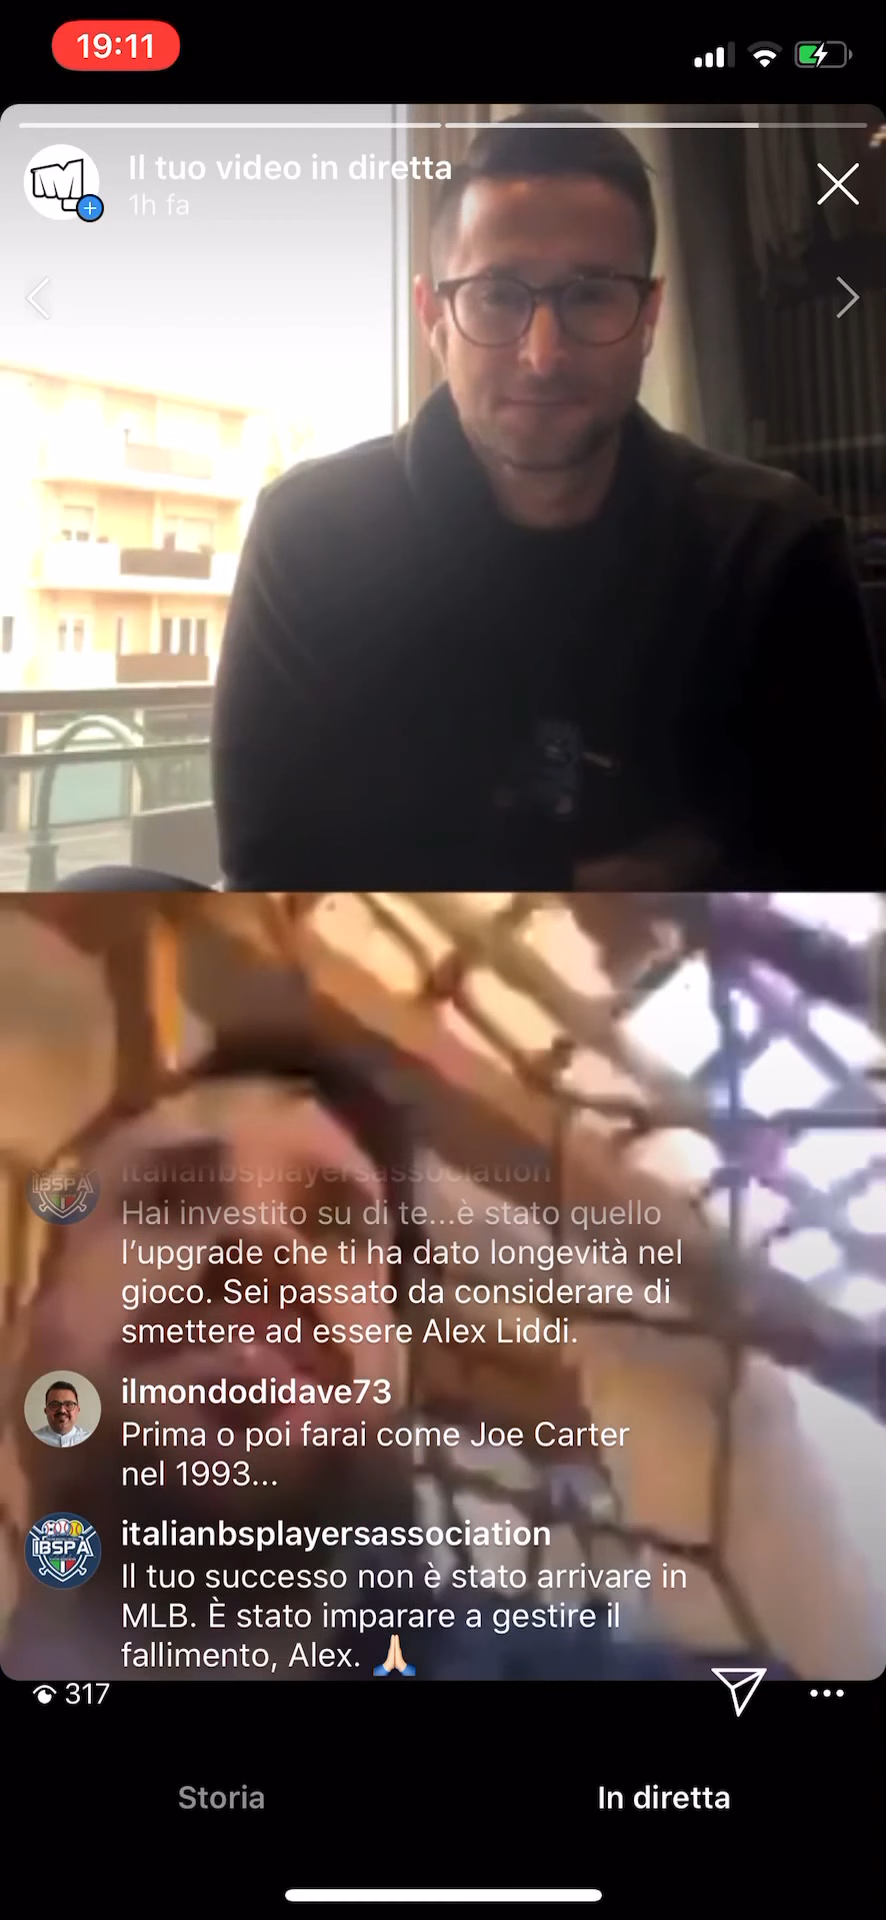 19:11
Il tuo video in diretta
1h fa
italianbsplayersassociation
IBSPA
Hai investito su di te...è stato quello
l'upgrade che ti ha dato longevità nel
gioco. Sei passato da considerare di
smettere ad essere Alex Liddi.
ilmondodidave73
Prima o poi farai come Joe Carter
nel 1993...
italianbsplayersassociation
IBSPA
Il tuo successo non è stato arrivare in
MLB. È stato imparare a gestire il
fallimento, Alex. 🙏🏻
317
Storia
In diretta